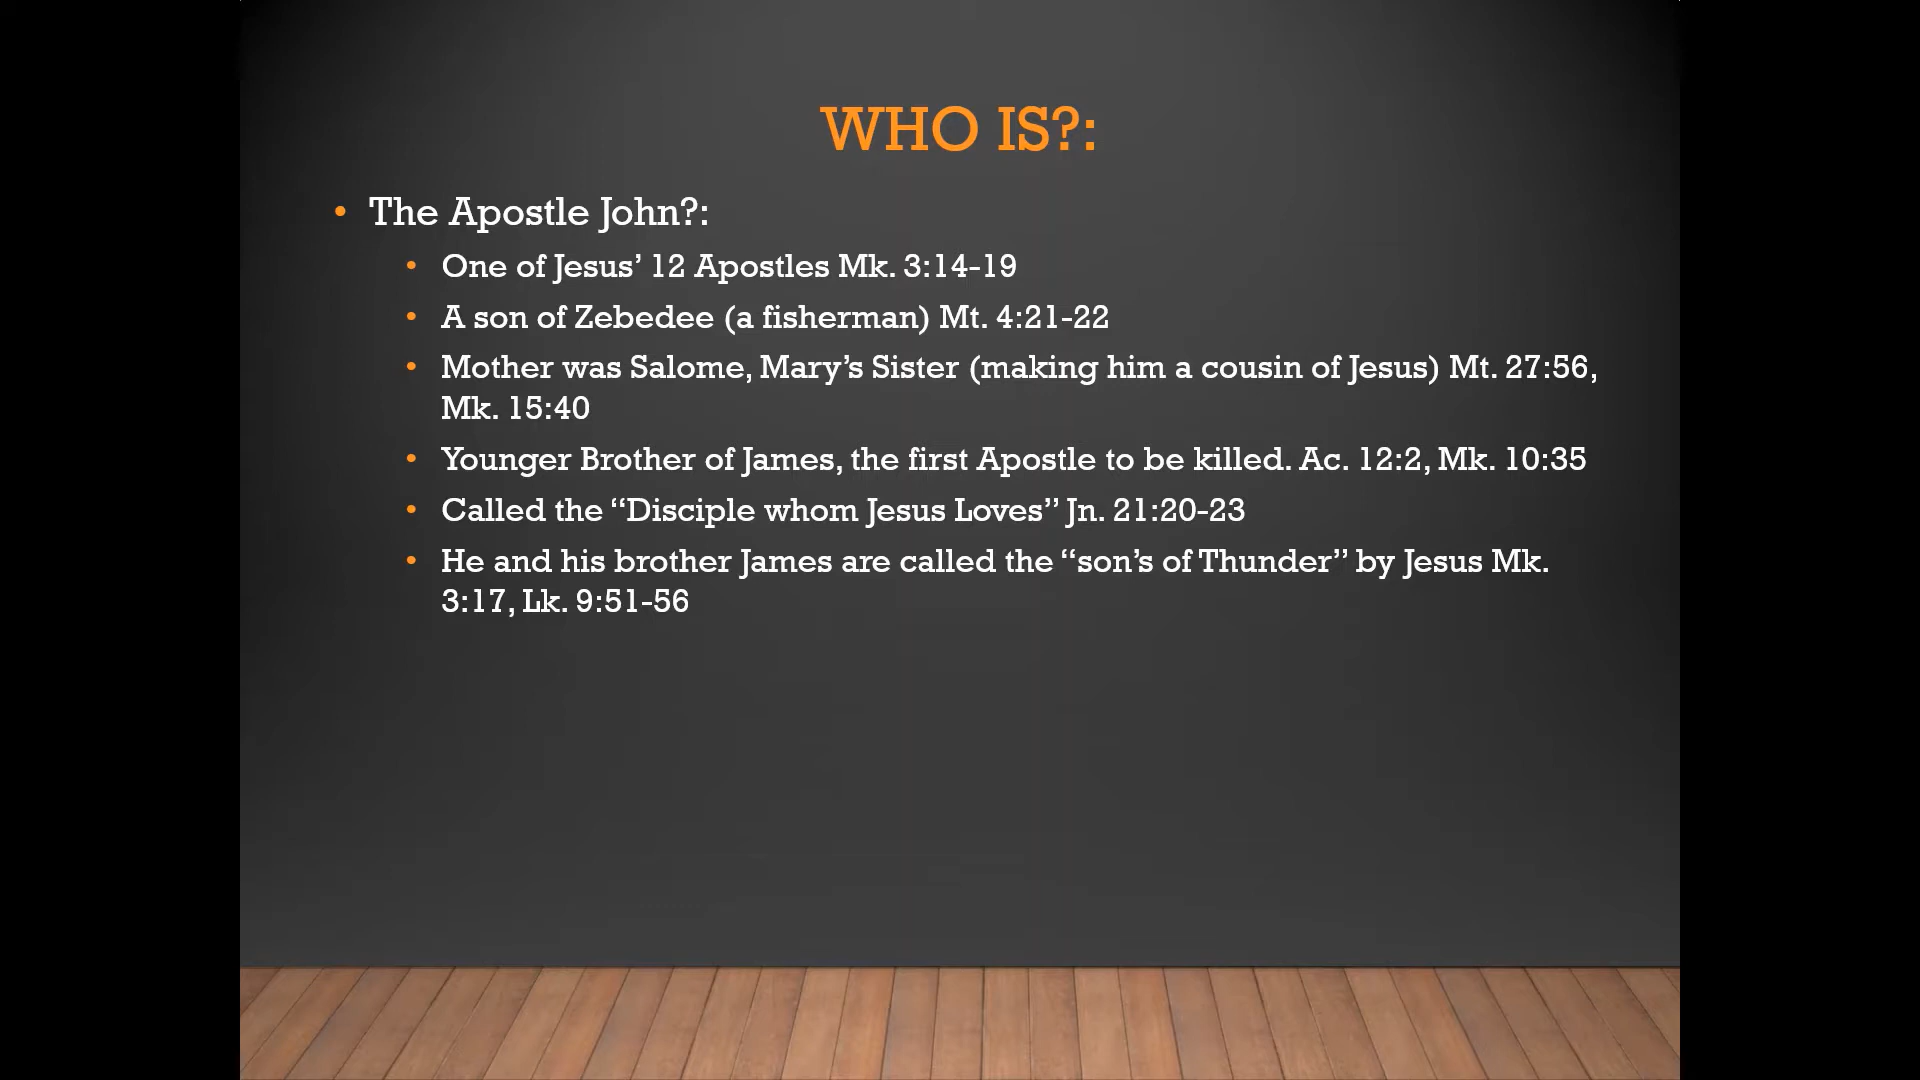 WHO IS?:
• The Apostle John?:
• One of Jesus’ 12 Apostles Mk. 3:14-19
• A son of Zebedee (a fisherman) Mt. 4:21-22
• Mother was Salome, Mary’s Sister (making him a cousin of Jesus) Mt. 27:56,
Mk. 15:40
• Younger Brother of James, the first Apostle to be killed. Ac. 12:2, Mk. 10:35
• Called the “Disciple whom Jesus Loves” Jn. 21:20-23
• He and his brother James are called the “son’s of Thunder” by Jesus Mk.
3:17, Lk. 9:51-56